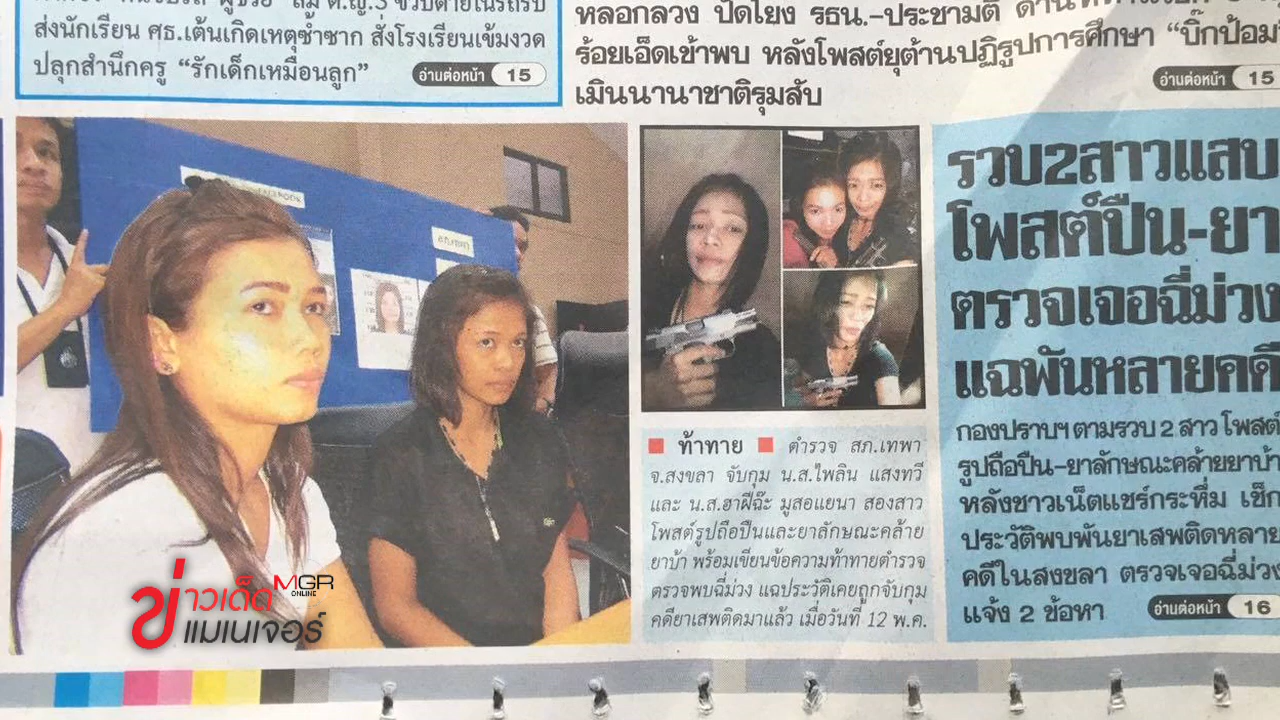 ส่งนักเรียน ศธ.เต้นเกิดเหตุซ้ำซาก สั่งโรงเรียนเข้มงวด
ปลุกสำนึกครู “รักเด็กเหมือนลูก”
อ่านต่อหน้า 15
หลอกลวง ปัดโยง รธน.-ประชามติ
ร้อยเอ็ดเข้าพบ หลังโพสต์ยุต้านปฏิรูปการศึกษา “บิ๊กป้อม”
เมินนานาชาติรุมสับ
อ่านต่อหน้า 15
รวบ2สาวแสบ
โพสต์ปืน-ยา
ตรวจเจอฉี่ม่วง
แฉพันหลายคดี
กองปราบฯ ตามรวบ 2 สาว โพสต์
รูปถือปืน-ยาลักษณะคล้ายยาบ้า
หลังชาวเน็ตแชร์กระหึ่ม เช็ก
ประวัติพบพันยาเสพติดหลาย
คดีในสงขลา ตรวจเจอฉี่ม่วง
แจ้ง 2 ข้อหา
อ่านต่อหน้า 16
ท้าทาย ตำรวจ สภ.เทพา
จ.สงขลา จับกุม น.ส.ไพลิน แสงทวี
และ น.ส.ฮาฝีฉ๊ะ มูสอแยนา สองสาว
โพสต์รูปถือปืนและยาลักษณะคล้าย
ยาบ้า พร้อมเขียนข้อความท้าทายตำรวจ
ตรวจพบฉี่ม่วง แฉประวัติเคยถูกจับกุม
คดียาเสพติดมาแล้ว เมื่อวันที่ 12 พ.ค.
ข่าวเด็ด
MGR
ONLINE
แมเนเจอร์